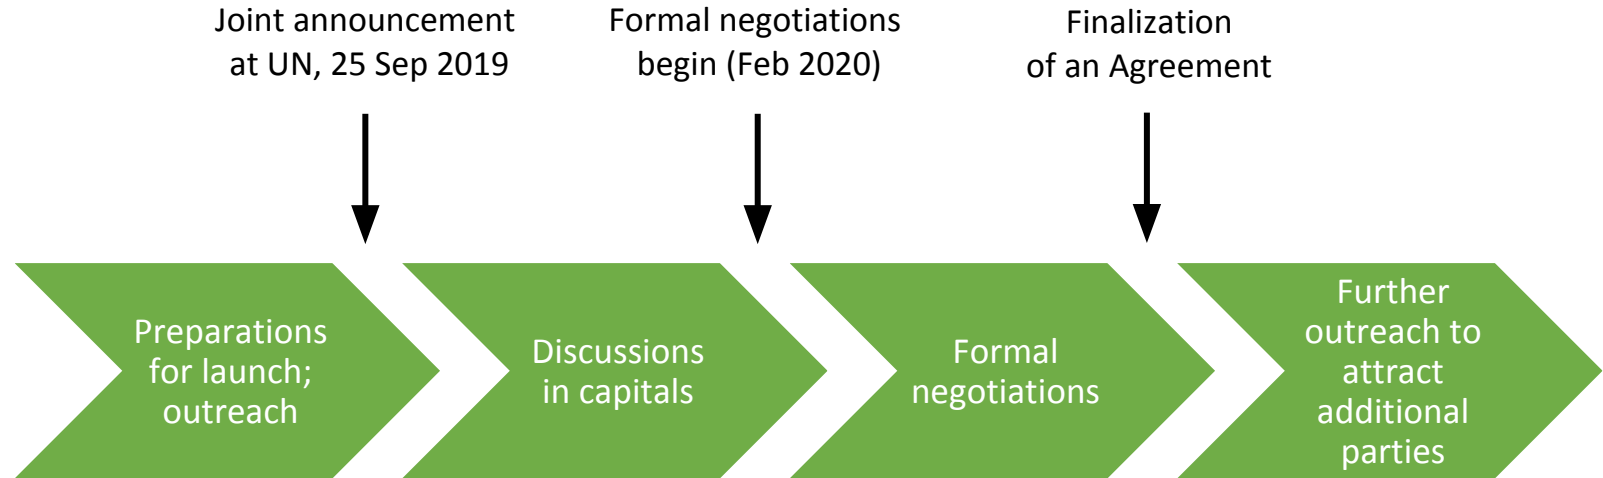 Joint announcement
at UN, 25 Sep 2019
Formal negotiations
begin (Feb 2020)
Finalization
of an Agreement
Preparations
for launch;
outreach
Discussions
in capitals
Formal
negotiations
Further
outreach to
attract
additional
parties